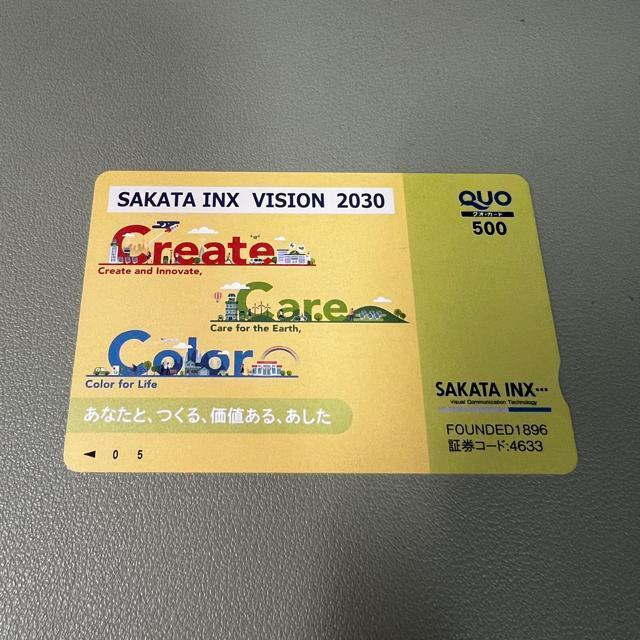 SAKATA INX VISION 2030
QUO
クオ・カード
500
Create
Create and Innovate,
Care
Care for the Earth,
Color
Color for Life
あなたと、つくる、価値ある、あした
SAKATA INX
Visual Communication Technology
FOUNDED1896
証券コード:4633
◀ 0 5